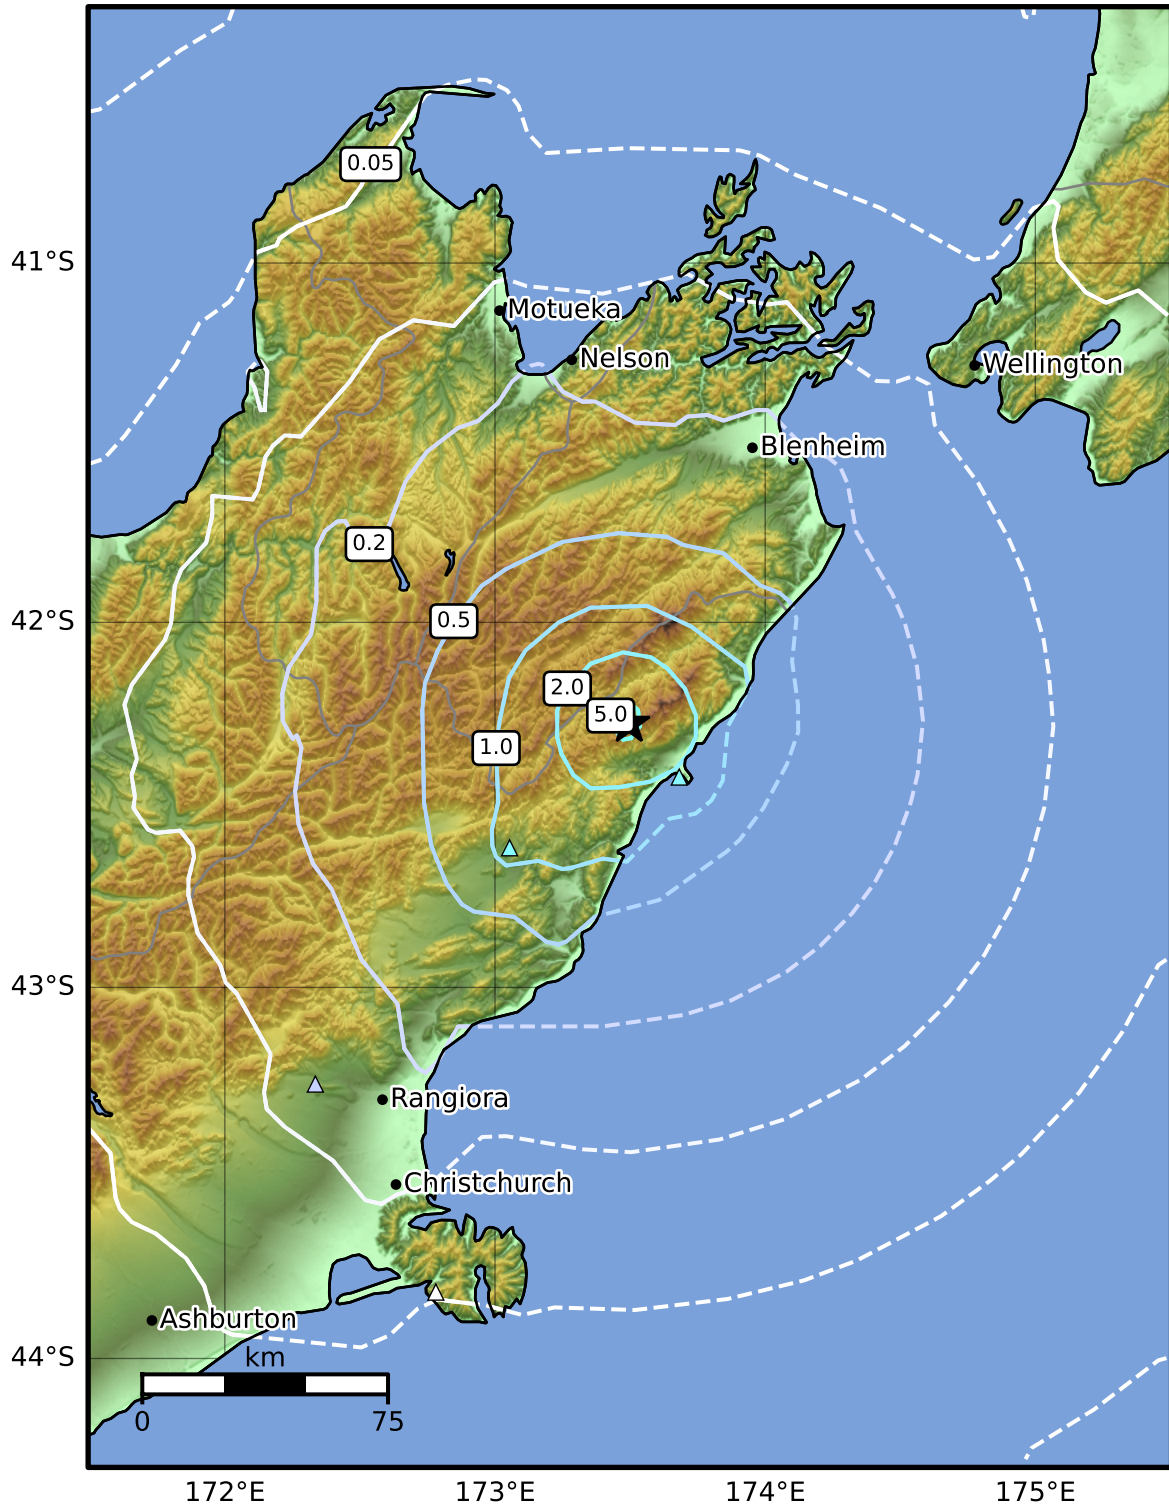 0.05
41°S
Motueka
Nelson
Wellington
Blenheim
0.2
0.5
42°S
2.0
5.0
1.0
43°S
Rangiora
Christchurch
Ashburton
44°S
km
0
75
172°E
173°E
174°E
175°E